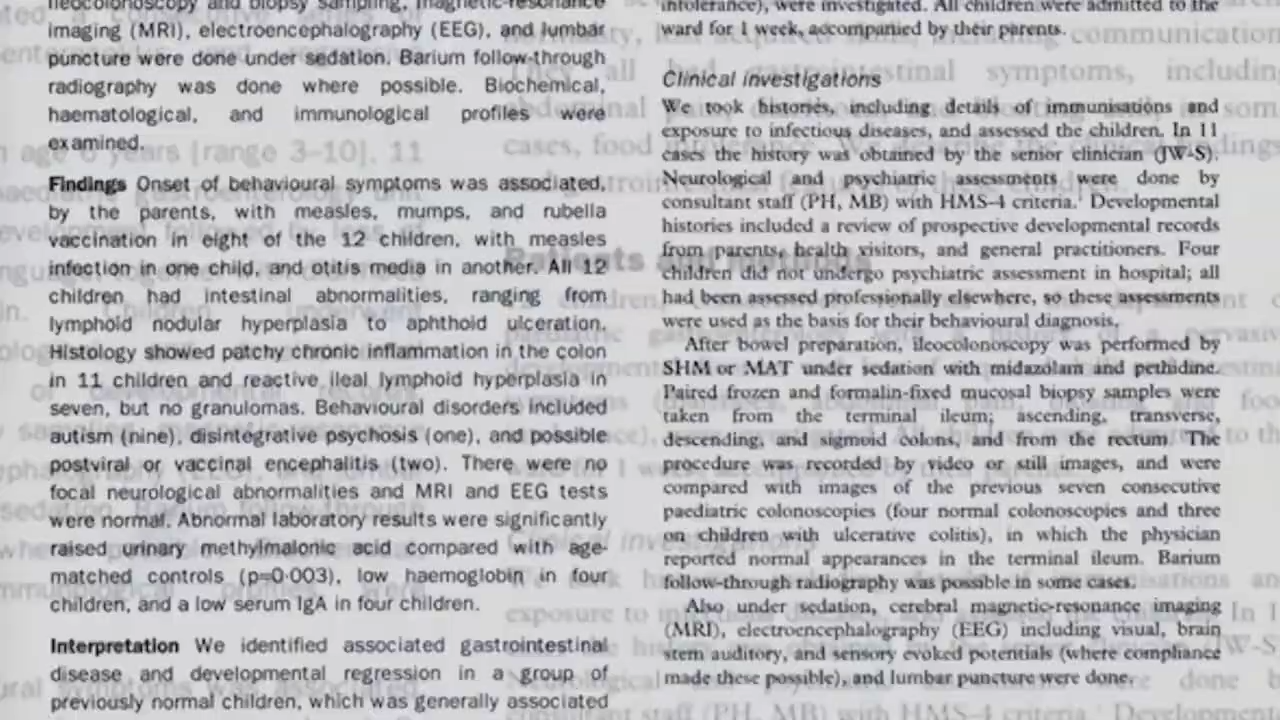 ileocolonoscopy and biopsy sampling, magnetic-resonance
imaging (MRI), electroencephalography (EEG), and lumbar
puncture were done under sedation. Barium follow-through
radiography was done where possible. Biochemical,
haematological, and immunological profiles were
examined.
Findings Onset of behavioural symptoms was associated,
by the parents, with measles, mumps, and rubella
vaccination in eight of the 12 children, with measles
infection in one child, and otitis media in another. All 12
children had intestinal abnormalities, ranging from
lymphoid nodular hyperplasia to aphthoid ulceration.
Histology showed patchy chronic inflammation in the colon
in 11 children and reactive ileal lymphoid hyperplasia in
seven, but no granulomas. Behavioural disorders included
autism (nine), disintegrative psychosis (one), and possible
postviral or vaccinal encephalitis (two). There were no
focal neurological abnormalities and MRI and EEG tests
were normal. Abnormal laboratory results were significantly
raised urinary methylmalonic acid compared with age-
matched controls (p=0·003), low haemoglobin in four
children, and a low serum IgA in four children.
Interpretation We identified associated gastrointestinal
disease and developmental regression in a group of
previously normal children, which was generally associated
intolerance), were investigated. All children were admitted to the
ward for 1 week, accompanied by their parents.
Clinical investigations
We took histories, including details of immunisations and
exposure to infectious diseases, and assessed the children. In 11
cases the history was obtained by the senior clinician (JW-S).
Neurological and psychiatric assessments were done by
consultant staff (PH, MB) with HMS-4 criteria.¹ Developmental
histories included a review of prospective developmental records
from parents, health visitors, and general practitioners. Four
children did not undergo psychiatric assessment in hospital; all
had been assessed professionally elsewhere, so these assessments
were used as the basis for their behavioural diagnosis.
After bowel preparation, ileocolonoscopy was performed by
SHM or MAT under sedation with midazolam and pethidine.
Paired frozen and formalin-fixed mucosal biopsy samples were
taken from the terminal ileum; ascending, transverse,
descending, and sigmoid colons, and from the rectum. The
procedure was recorded by video or still images, and were
compared with images of the previous seven consecutive
paediatric colonoscopies (four normal colonoscopies and three
on children with ulcerative colitis), in which the physician
reported normal appearances in the terminal ileum. Barium
follow-through radiography was possible in some cases.
Also under sedation, cerebral magnetic-resonance imaging
(MRI), electroencephalography (EEG) including visual, brain
stem auditory, and sensory evoked potentials (where compliance
made these possible), and lumbar puncture were done.